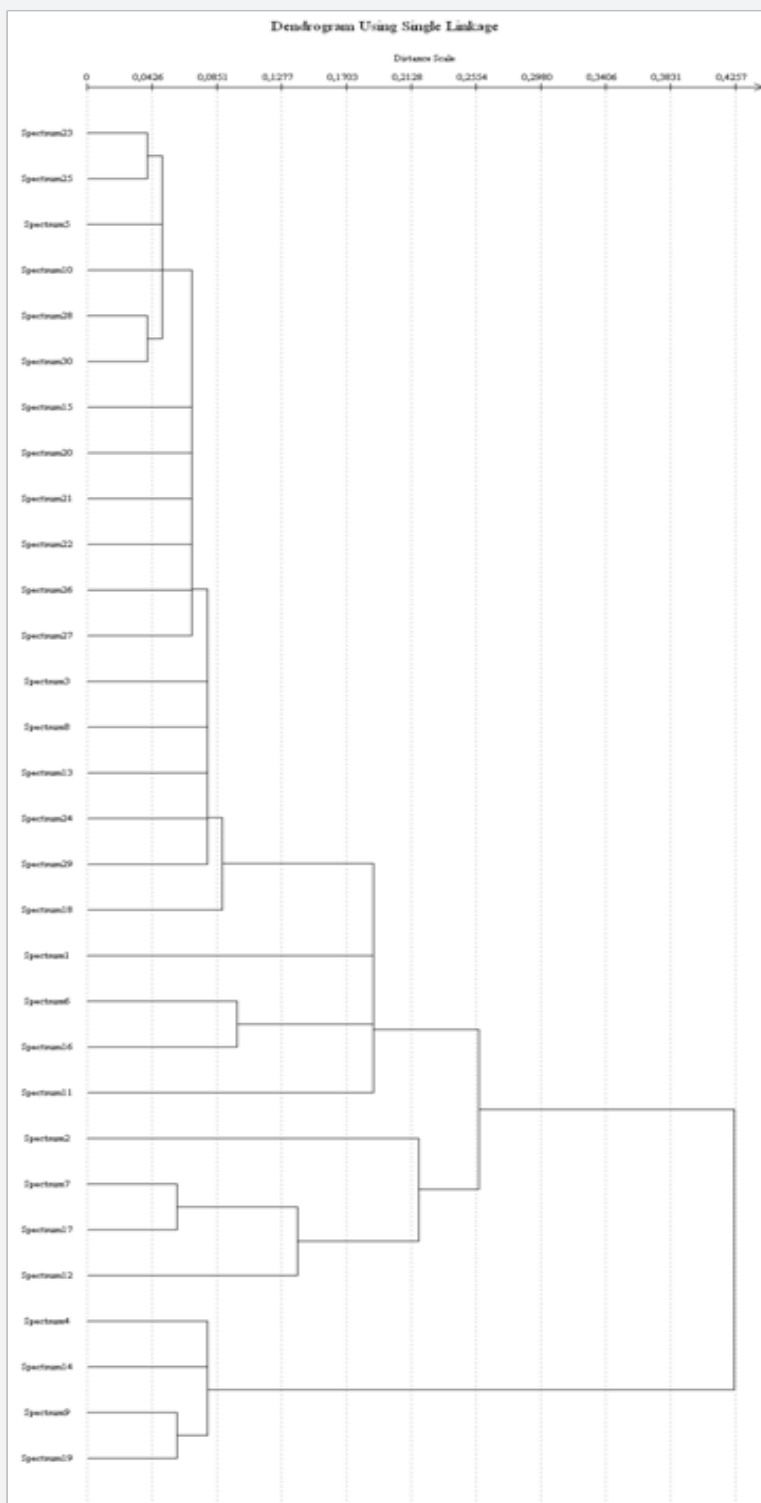 Dendrogram Using Single Linkage
Distance Scale
0 0,0426 0,0851 0,1277 0,1703 0,2128 0,2554 0,2980 0,3406 0,3831 0,4257
Spectrum23
Spectrum25
Spectrum5
Spectrum10
Spectrum28
Spectrum30
Spectrum15
Spectrum20
Spectrum21
Spectrum22
Spectrum26
Spectrum27
Spectrum3
Spectrum8
Spectrum13
Spectrum24
Spectrum29
Spectrum18
Spectrum1
Spectrum6
Spectrum16
Spectrum11
Spectrum2
Spectrum7
Spectrum17
Spectrum12
Spectrum4
Spectrum14
Spectrum9
Spectrum19